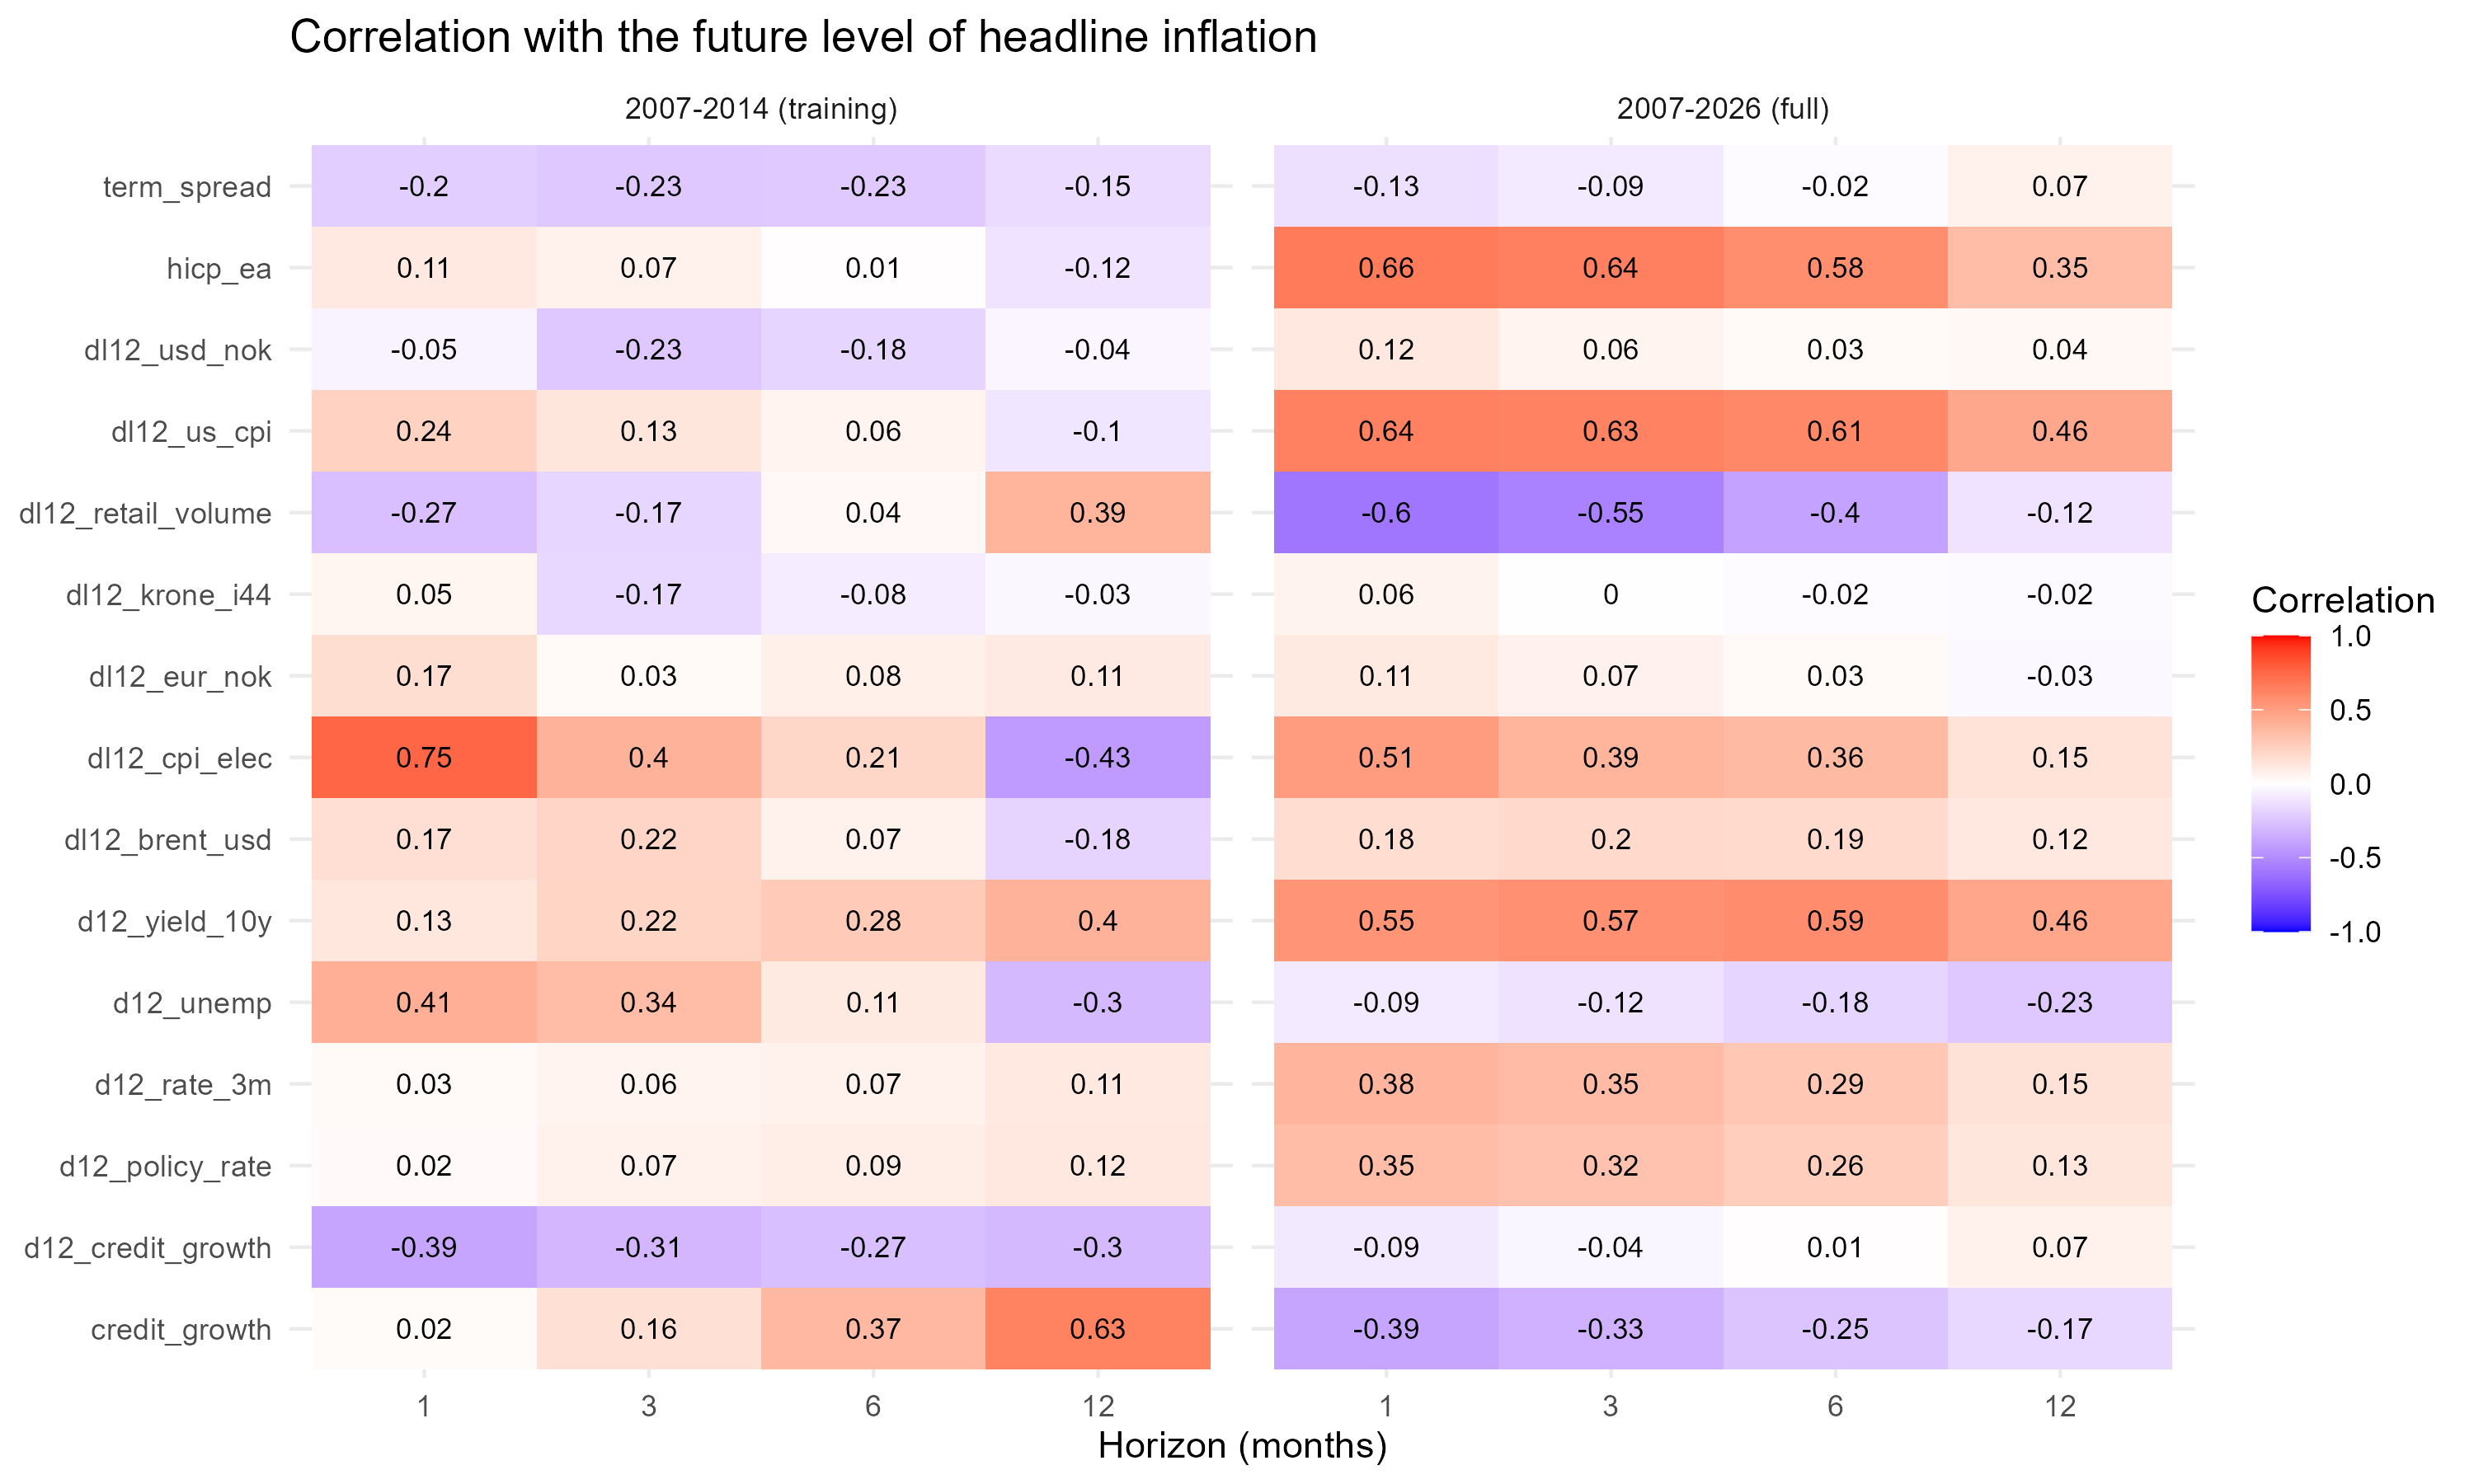 Correlation with the future level of headline inflation
2007-2014 (training) 2007-2026 (full)
term_spread -0.2 -0.23 -0.23 -0.15 -0.13 -0.09 -0.02 0.07
hicp_ea 0.11 0.07 0.01 -0.12 0.66 0.64 0.58 0.35
dl12_usd_nok -0.05 -0.23 -0.18 -0.04 0.12 0.06 0.03 0.04
dl12_us_cpi 0.24 0.13 0.06 -0.1 0.64 0.63 0.61 0.46
dl12_retail_volume -0.27 -0.17 0.04 0.39 -0.6 -0.55 -0.4 -0.12
dl12_krone_i44 0.05 -0.17 -0.08 -0.03 0.06 0 -0.02 -0.02
dl12_eur_nok 0.17 0.03 0.08 0.11 0.11 0.07 0.03 -0.03
dl12_cpi_elec 0.75 0.4 0.21 -0.43 0.51 0.39 0.36 0.15
dl12_brent_usd 0.17 0.22 0.07 -0.18 0.18 0.2 0.19 0.12
d12_yield_10y 0.13 0.22 0.28 0.4 0.55 0.57 0.59 0.46
d12_unemp 0.41 0.34 0.11 -0.3 -0.09 -0.12 -0.18 -0.23
d12_rate_3m 0.03 0.06 0.07 0.11 0.38 0.35 0.29 0.15
d12_policy_rate 0.02 0.07 0.09 0.12 0.35 0.32 0.26 0.13
d12_credit_growth -0.39 -0.31 -0.27 -0.3 -0.09 -0.04 0.01 0.07
credit_growth 0.02 0.16 0.37 0.63 -0.39 -0.33 -0.25 -0.17
1 3 6 12 1 3 6 12
Horizon (months)
Correlation
1.0
0.5
0.0
-0.5
-1.0